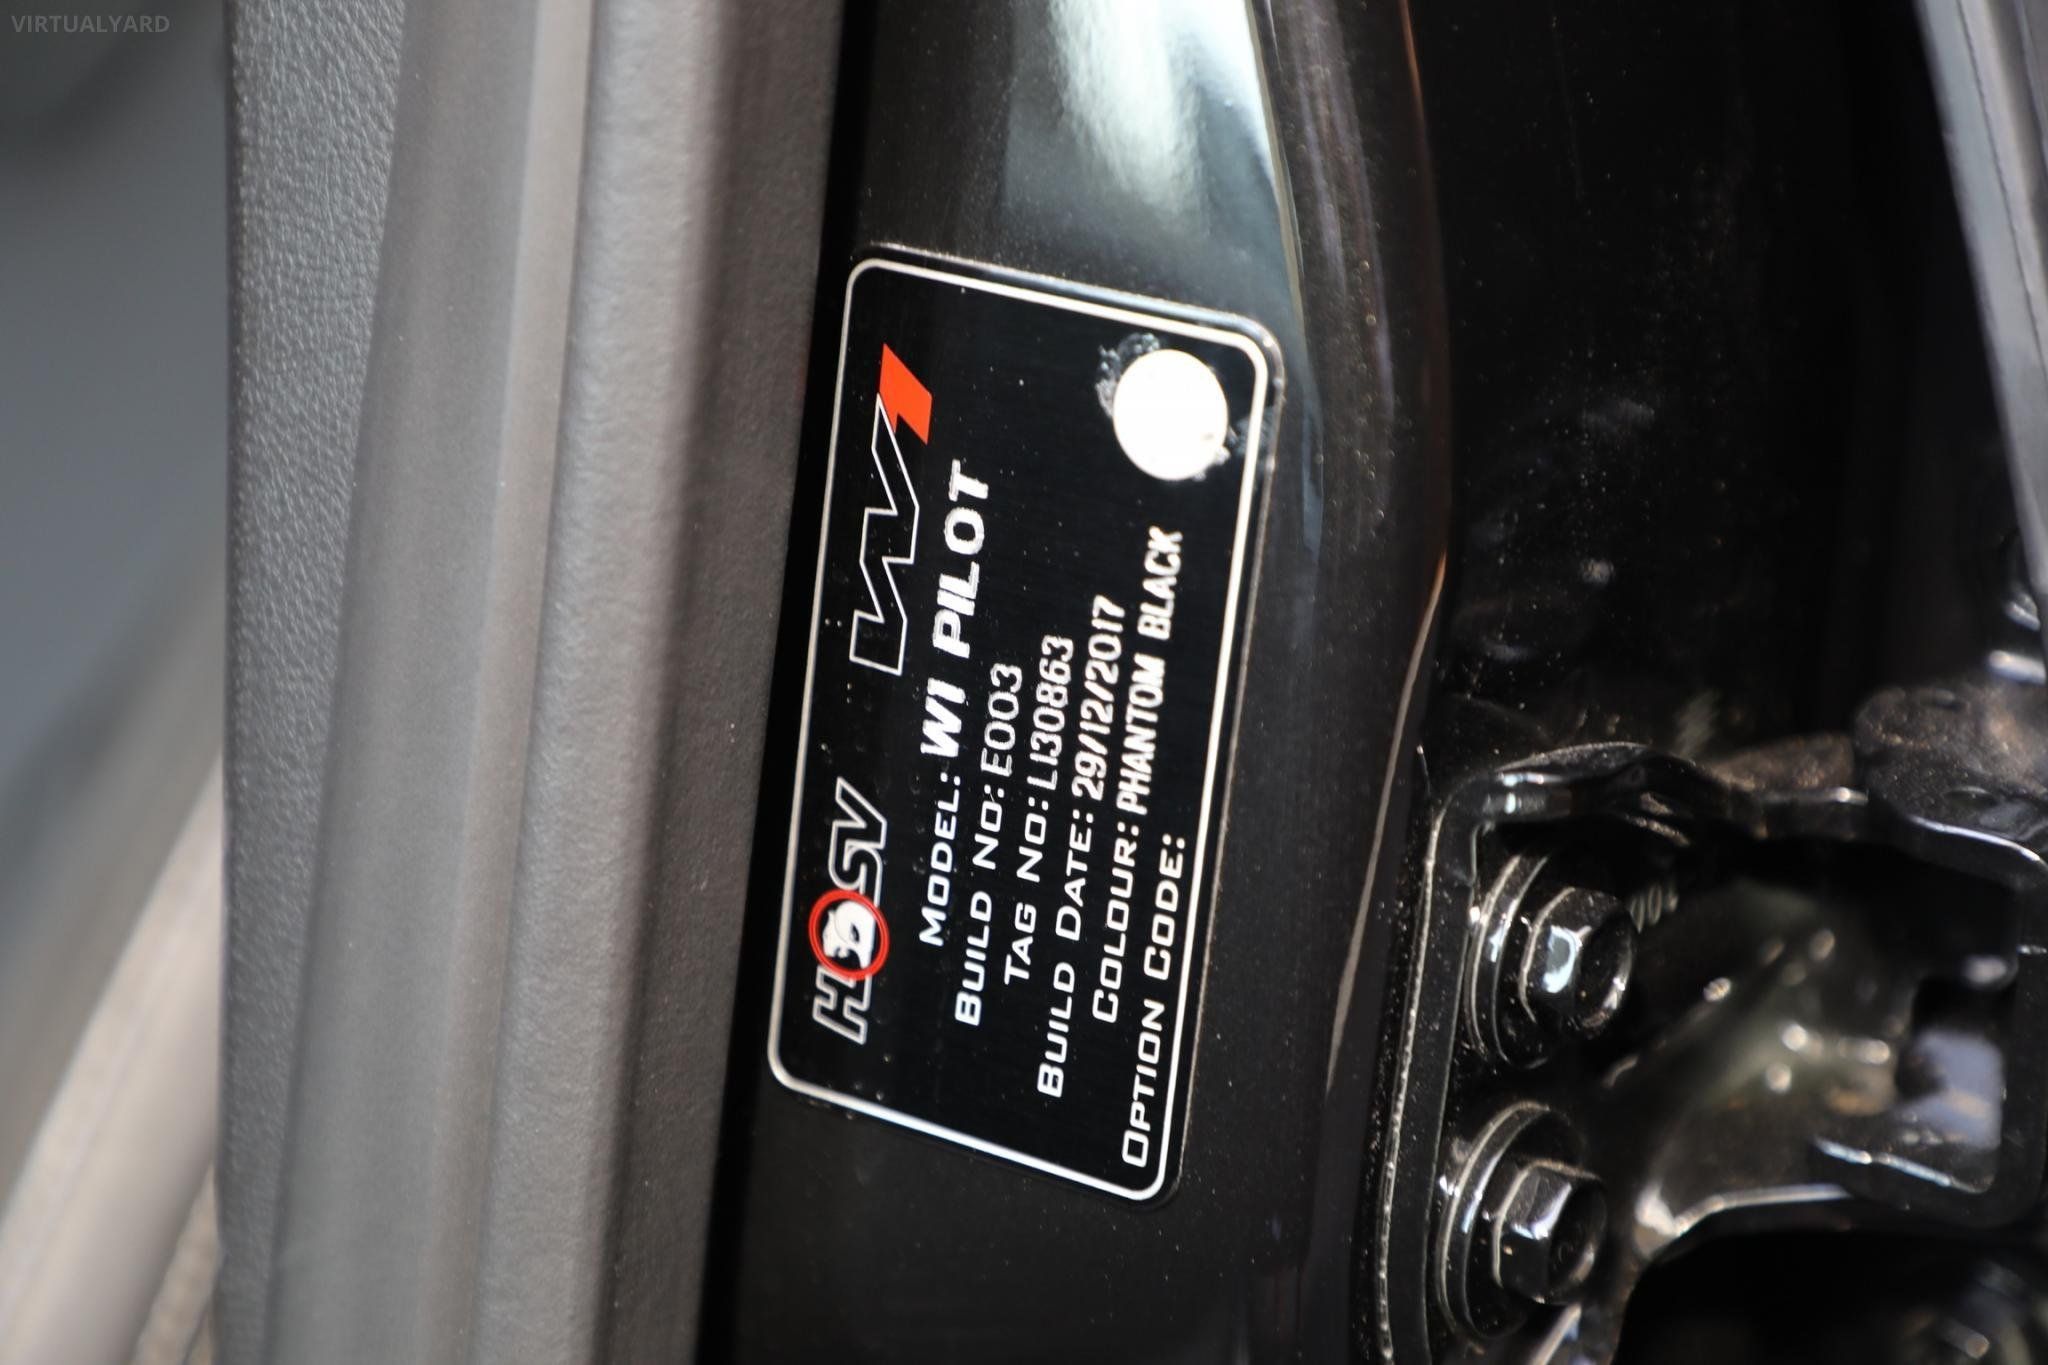 VIRTUALYARD
HSV W1
MODEL: W1 PILOT
BUILD NO: E003
TAG NO: L130863
BUILD DATE: 29/12/2017
COLOUR: PHANTOM BLACK
OPTION CODE: